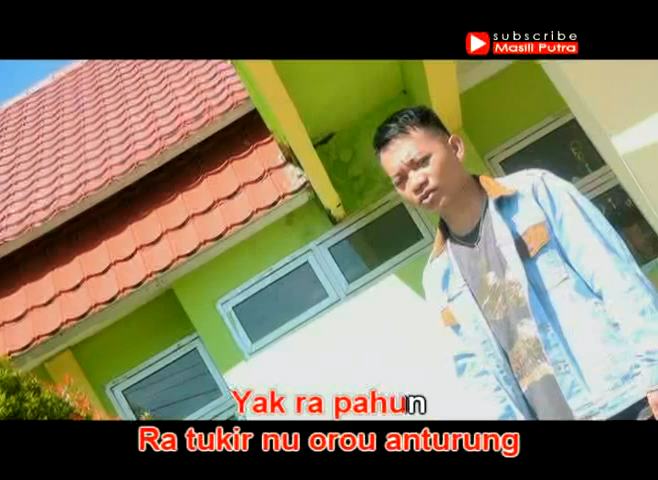 subscribe
Masili Putra
Yak ra pahun
Ra tukir nu orou anturung